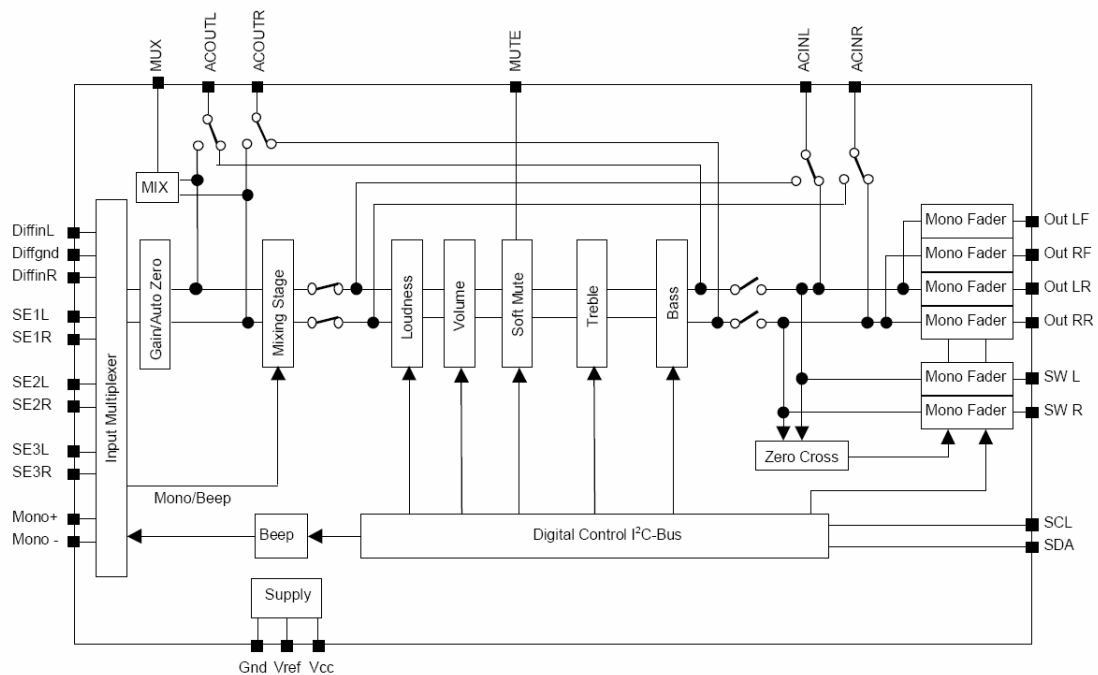 MUX
ACOUTL
ACOUTR
MUTE
ACINL
ACINR
MIX
DiffinL
Diffgnd
DiffinR
SE1L
SE1R
SE2L
SE2R
SE3L
SE3R
Mono+
Mono -
Input Multiplexer
Gain/Auto Zero
Mixing Stage
Loudness
Volume
Soft Mute
Treble
Bass
Mono Fader
Out LF
Mono Fader
Out RF
Mono Fader
Out LR
Mono Fader
Out RR
Mono Fader
SW L
Mono Fader
SW R
Zero Cross
Mono/Beep
Beep
Digital Control I²C-Bus
SCL
SDA
Supply
Gnd Vref Vcc